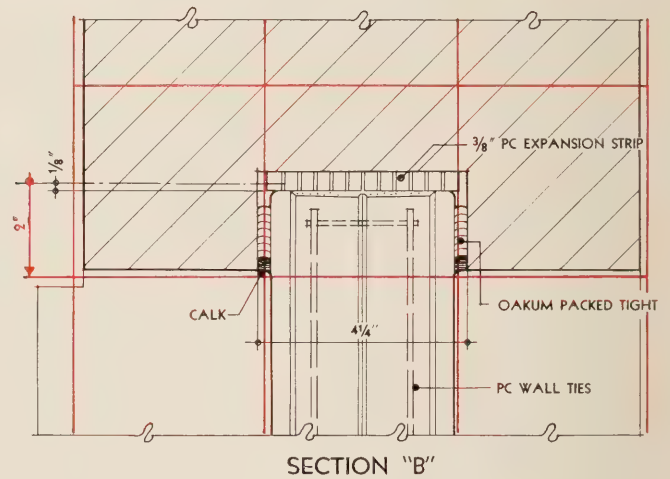 3/8" PC EXPANSION STRIP
1/8"
2"
CALK
OAKUM PACKED TIGHT
4 1/4"
PC WALL TIES
SECTION "B"